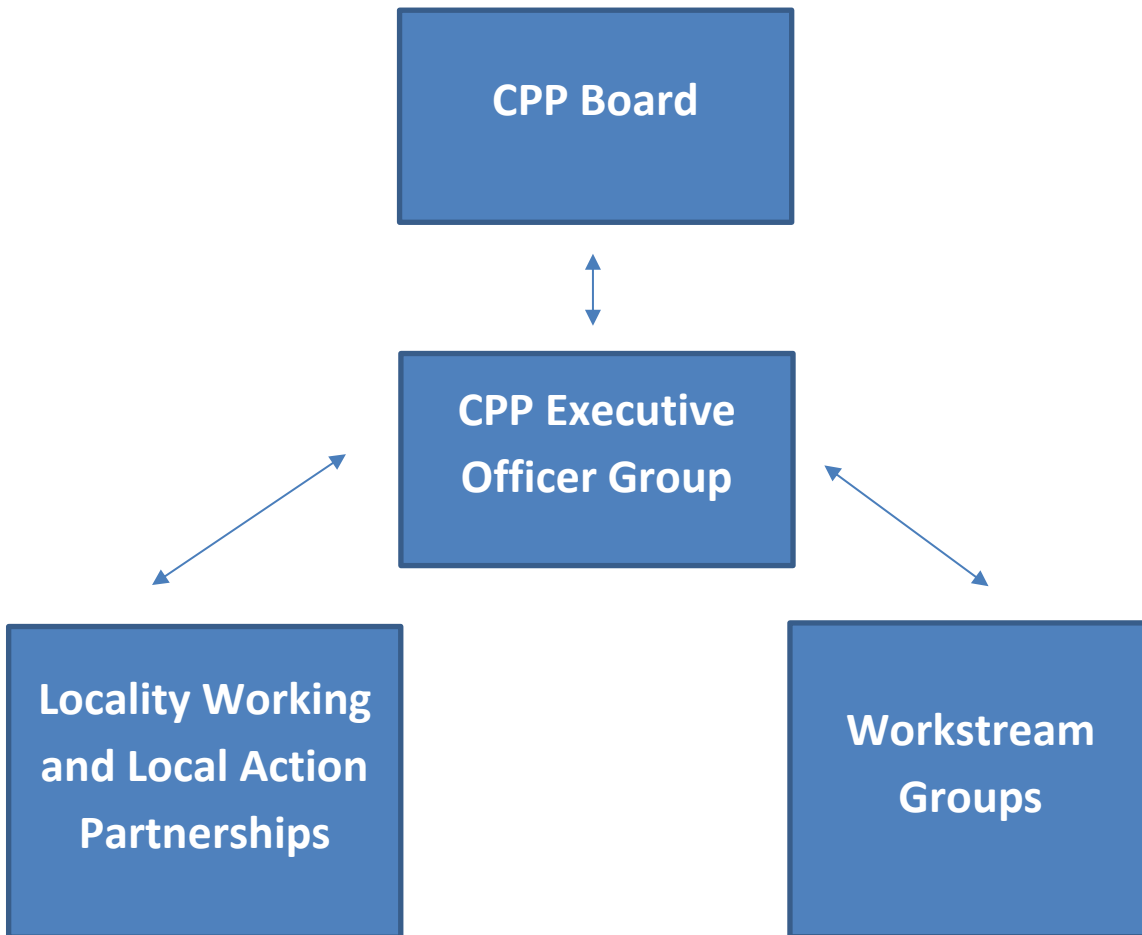 CPP Board
CPP Executive
Officer Group
Locality Working
and Local Action
Partnerships
Workstream
Groups